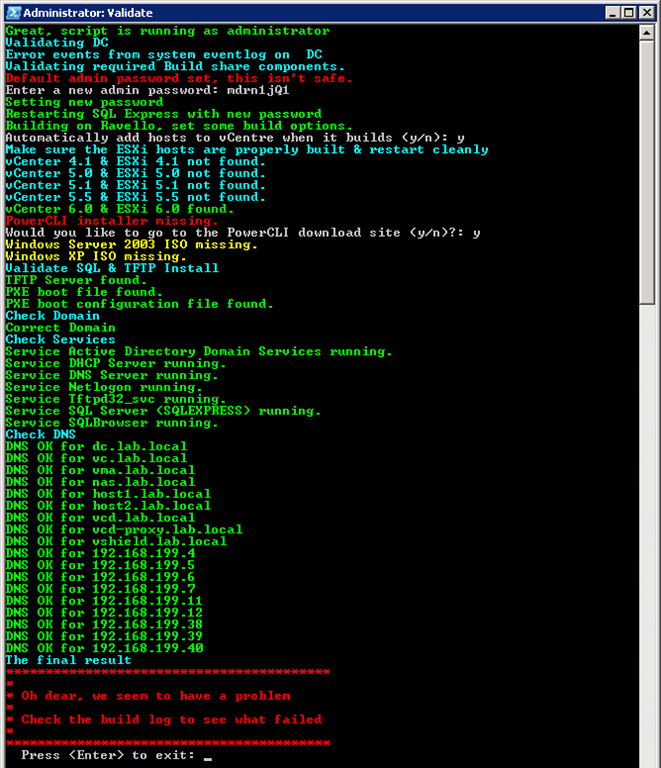 Administrator: Validate
Great, script is running as administrator
Validating DC
Error events from system eventlog on  DC
Validating required Build share components.
Default admin password set, this isn't safe.
Enter a new admin password: mdrn1jQ1
Setting new password
Restarting SQL Express with new password
Building on Ravello, set some build options.
Automatically add hosts to vCentre when it builds (y/n): y
Make sure the ESXi hosts are properly built & restart cleanly
vCenter 4.1 & ESXi 4.1 not found.
vCenter 5.0 & ESXi 5.0 not found.
vCenter 5.1 & ESXi 5.1 not found.
vCenter 5.5 & ESXi 5.5 not found.
vCenter 6.0 & ESXi 6.0 found.
PowerCLI installer missing.
Would you like to go to the PowerCLI download site (y/n)?: y
Windows Server 2003 ISO missing.
Windows XP ISO missing.
Validate SQL & TFTP Install
TFTP Server found.
PXE boot file found.
PXE boot configuration file found.
Check Domain
Correct Domain
Check Services
Service Active Directory Domain Services running.
Service DHCP Server running.
Service DNS Server running.
Service Netlogon running.
Service Tftpd32_svc running.
Service SQL Server (SQLEXPRESS) running.
Service SQLBrowser running.
Check DNS
DNS OK for dc.lab.local
DNS OK for vc.lab.local
DNS OK for vma.lab.local
DNS OK for nas.lab.local
DNS OK for host1.lab.local
DNS OK for host2.lab.local
DNS OK for vcd.lab.local
DNS OK for vcd-proxy.lab.local
DNS OK for vshield.lab.local
DNS OK for 192.168.199.4
DNS OK for 192.168.199.5
DNS OK for 192.168.199.6
DNS OK for 192.168.199.7
DNS OK for 192.168.199.11
DNS OK for 192.168.199.12
DNS OK for 192.168.199.38
DNS OK for 192.168.199.39
DNS OK for 192.168.199.40
The final result
*****************************************
*
* Oh dear, we seem to have a problem
*
* Check the build log to see what failed
*
*****************************************
Press <Enter> to exit: _